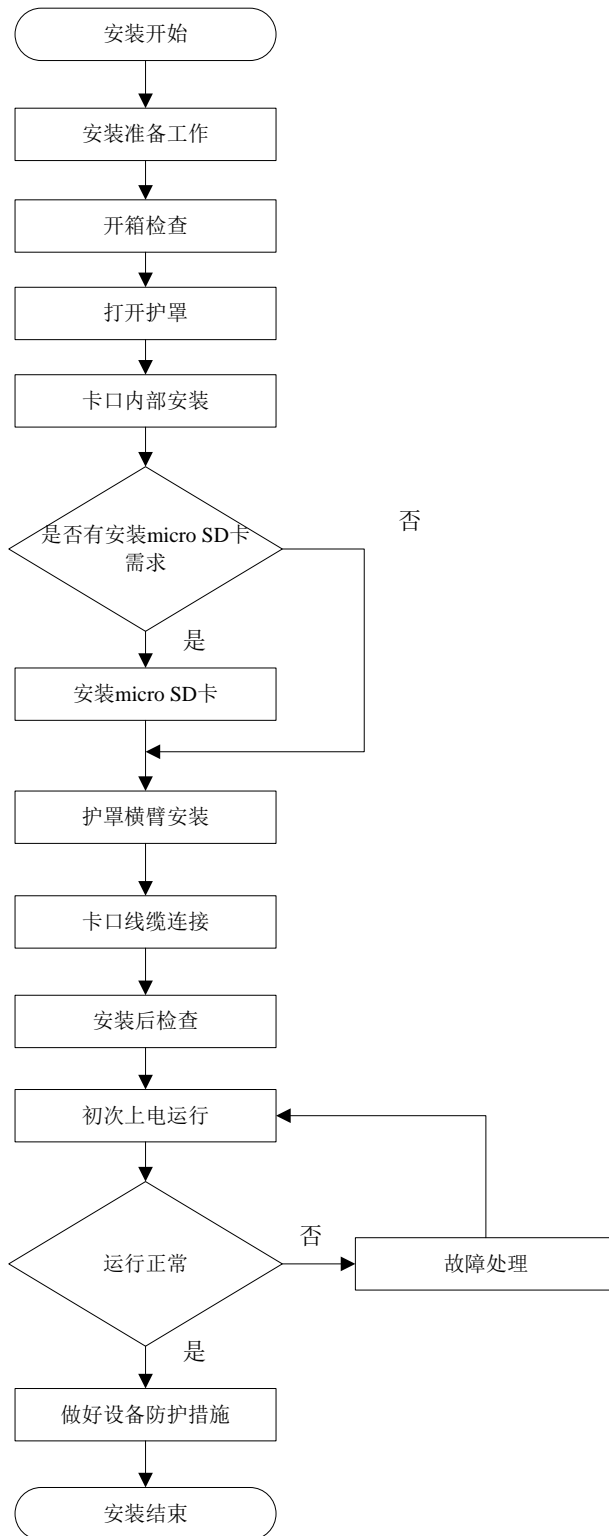 安装开始
安装准备工作
开箱检查
打开护罩
卡口内部安装
是否有安装micro SD卡
需求
否
是
安装micro SD卡
护罩横臂安装
卡口线缆连接
安装后检查
初次上电运行
运行正常
否
故障处理
是
做好设备防护措施
安装结束